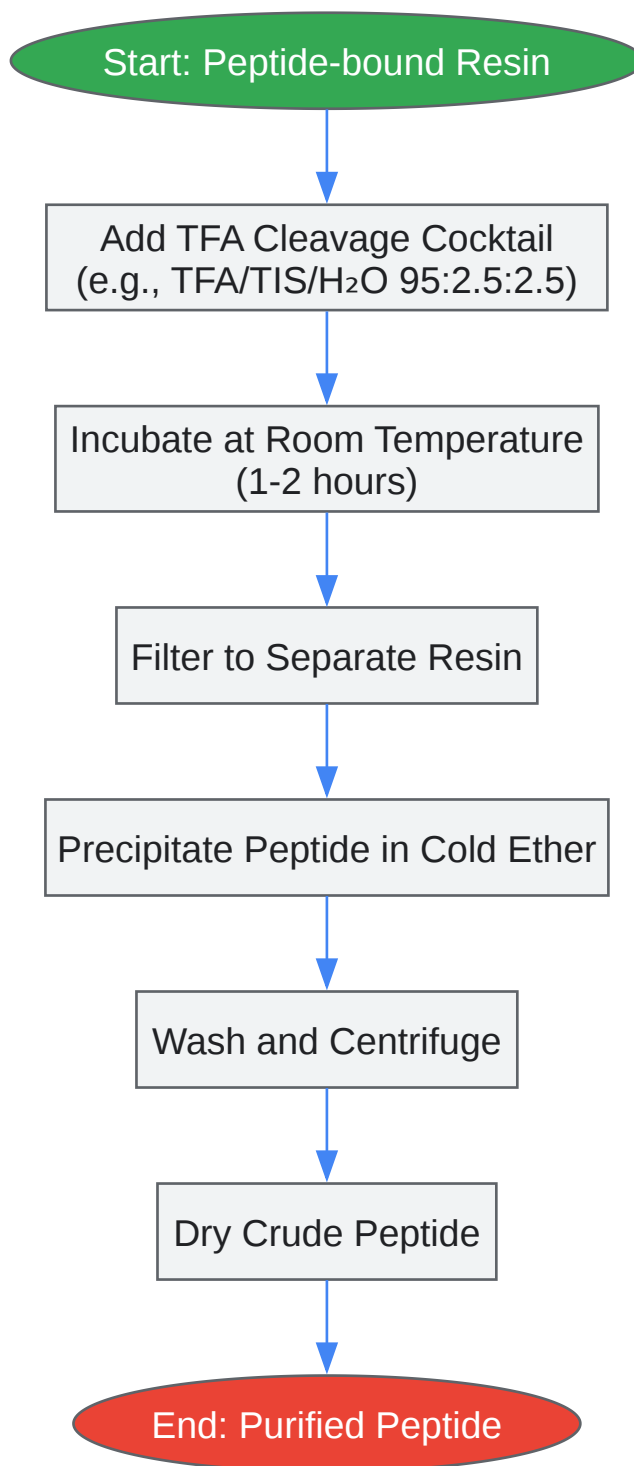 Start: Peptide-bound Resin
Add TFA Cleavage Cocktail
(e.g., TFA/TIS/H₂O 95:2.5:2.5)
Incubate at Room Temperature
(1-2 hours)
Filter to Separate Resin
Precipitate Peptide in Cold Ether
Wash and Centrifuge
Dry Crude Peptide
End: Purified Peptide